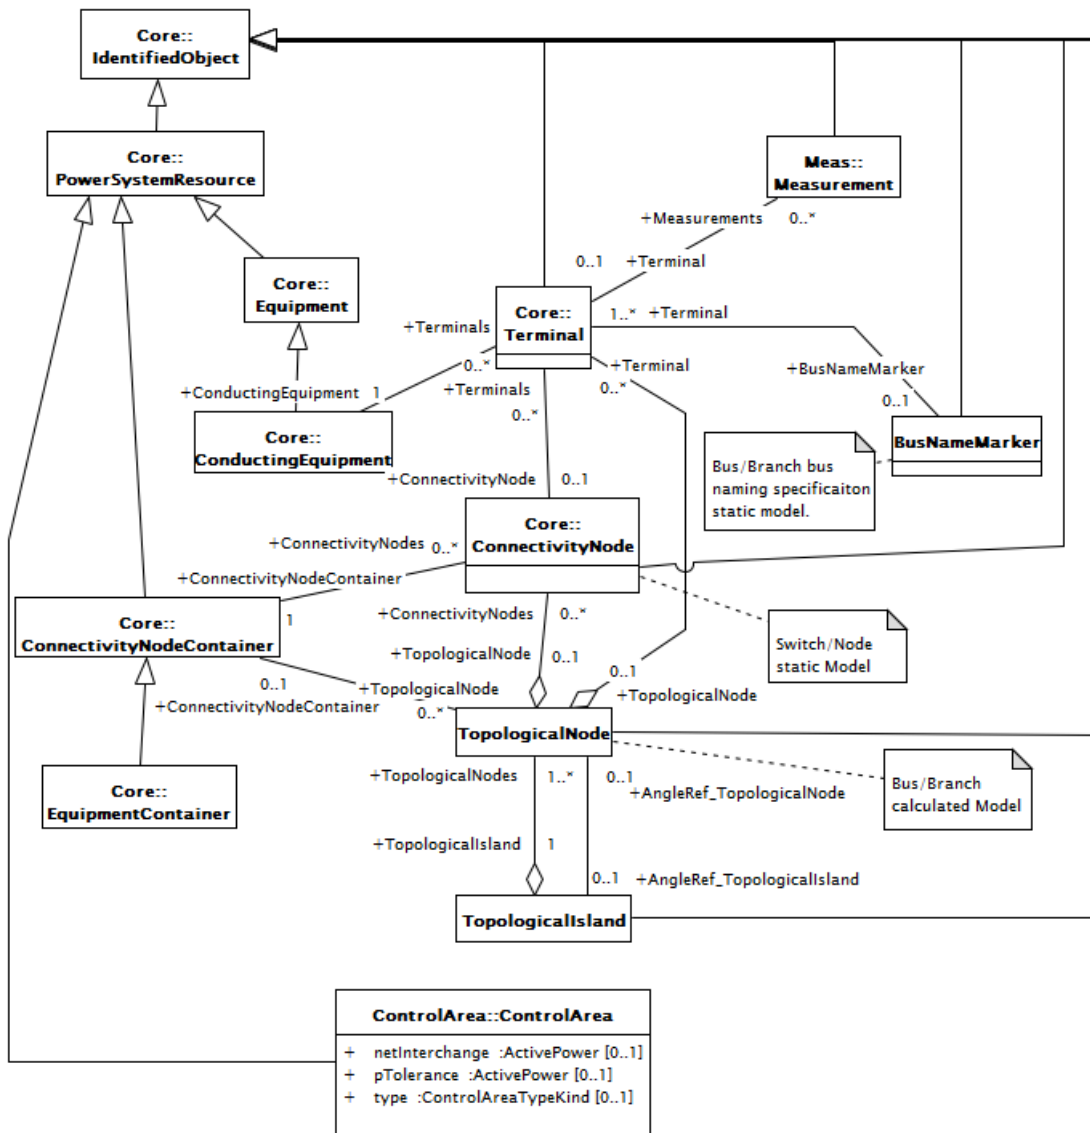 Core::
IdentifiedObject
Core::
PowerSystemResource
Meas::
Measurement
+Measurements 0..*
0..1 +Terminal
Core::
Equipment
Core::
Terminal
1..* +Terminal
+Terminals
0..*
+Terminal
0..*
+BusNameMarker
0..1
+ConductingEquipment 1
+Terminals
0..*
Core::
ConductingEquipment
BusNameMarker
Bus/Branch bus
naming specificaiton
static model.
+ConnectivityNode 0..1
Core::
ConnectivityNode
+ConnectivityNodes 0..*
+ConnectivityNodeContainer
1
Core::
ConnectivityNodeContainer
+ConnectivityNodes 0..*
Switch/Node
static Model
+TopologicalNode 0..1
0..1
+TopologicalNode
0..1
+ConnectivityNodeContainer
+TopologicalNode
0..*
TopologicalNode
Core::
EquipmentContainer
+TopologicalNodes 1..*
0..1
+AngleRef_TopologicalNode
Bus/Branch
calculated Model
+TopologicalIsland 1
0..1 +AngleRef_TopologicalIsland
TopologicalIsland
ControlArea::ControlArea
+ netInterchange :ActivePower [0..1]
+ pTolerance :ActivePower [0..1]
+ type :ControlAreaTypeKind [0..1]